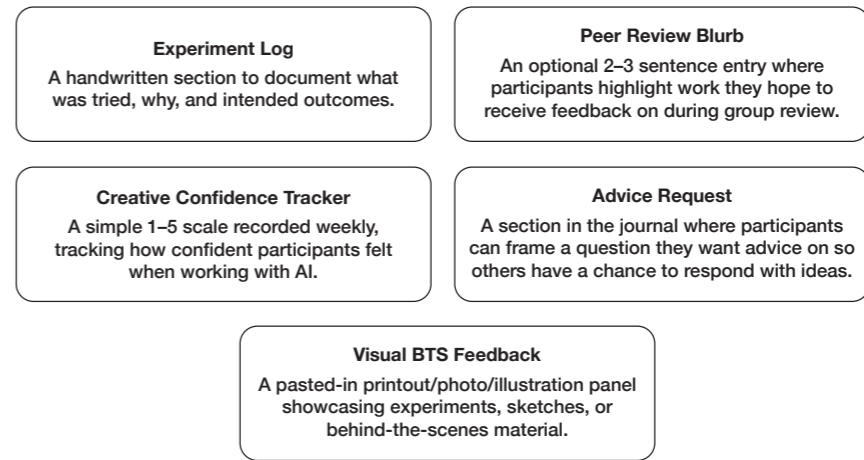 Experiment Log
A handwritten section to document what
was tried, why, and intended outcomes.
Peer Review Blurb
An optional 2–3 sentence entry where
participants highlight work they hope to
receive feedback on during group review.
Creative Confidence Tracker
A simple 1–5 scale recorded weekly,
tracking how confident participants felt
when working with AI.
Advice Request
A section in the journal where participants
can frame a question they want advice on so
others have a chance to respond with ideas.
Visual BTS Feedback
A pasted-in printout/photo/illustration panel
showcasing experiments, sketches, or
behind-the-scenes material.